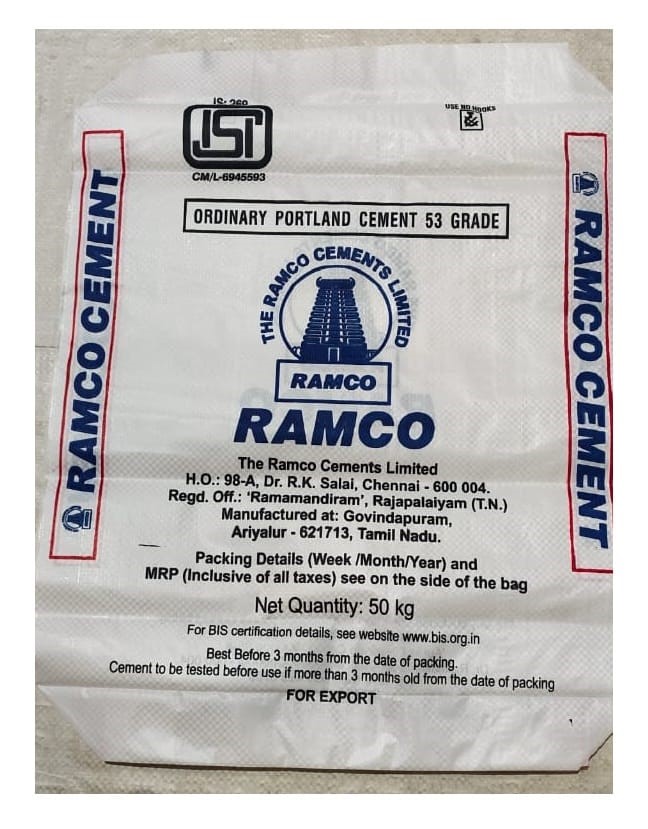 IS: 269
ISI
CM/L-6945593
USE NO HOOKS
ORDINARY PORTLAND CEMENT 53 GRADE
THE RAMCO CEMENTS LIMITED
RAMCO
RAMCO
RAMCO CEMENT
RAMCO CEMENT
The Ramco Cements Limited
H.O.: 98-A, Dr. R.K. Salai, Chennai - 600 004.
Regd. Off.: 'Ramamandiram', Rajapalaiyam (T.N.)
Manufactured at: Govindapuram,
Ariyalur - 621713, Tamil Nadu.
Packing Details (Week /Month/Year) and
MRP (Inclusive of all taxes) see on the side of the bag
Net Quantity: 50 kg
For BIS certification details, see website www.bis.org.in
Best Before 3 months from the date of packing.
Cement to be tested before use if more than 3 months old from the date of packing
FOR EXPORT